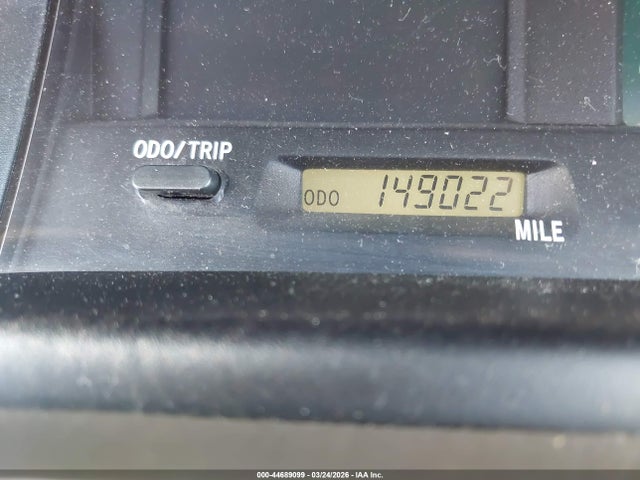 ODO/TRIP
ODO 149022
MILE
000-44689099 | 03/24/2026 | IAA Inc.